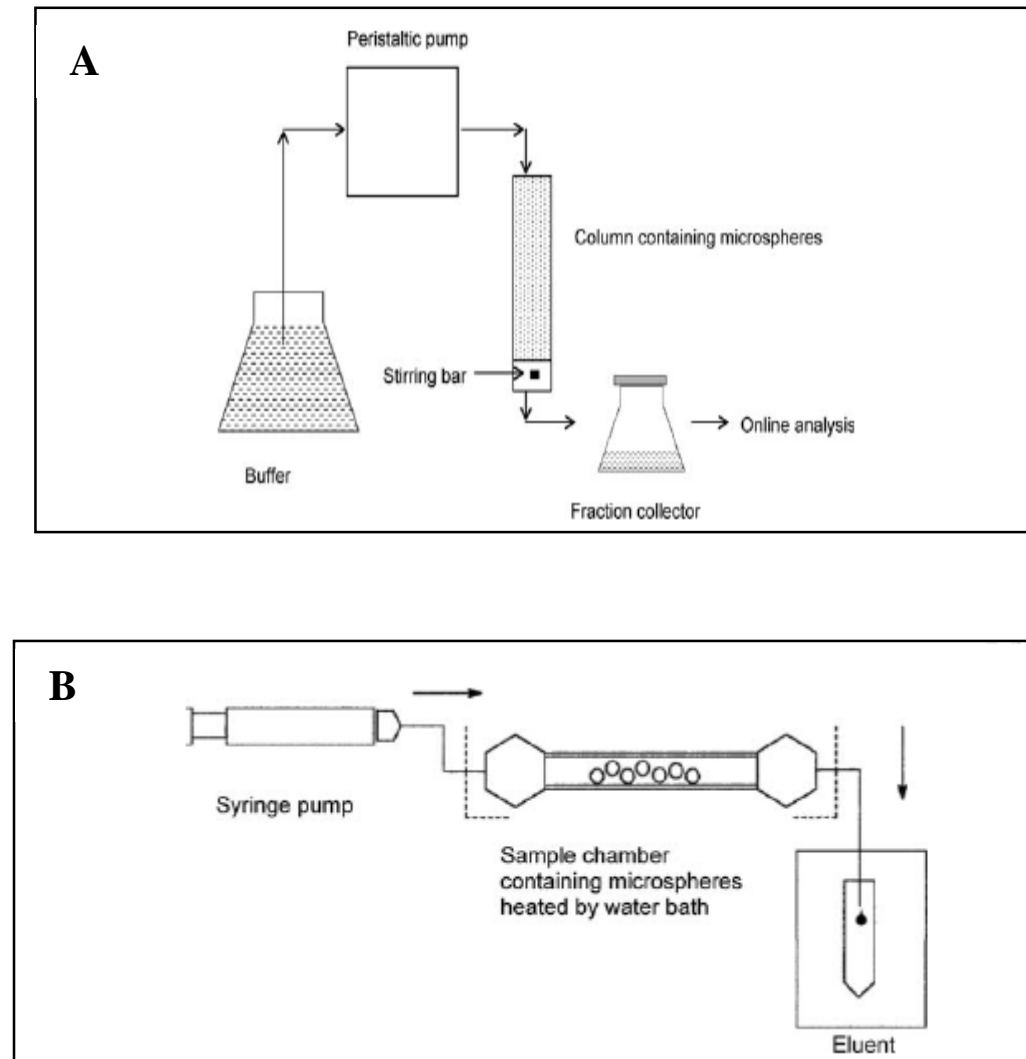 A
Peristaltic pump
Column containing microspheres
Stirring bar
Online analysis
Buffer
Fraction collector
B
Syringe pump
Sample chamber
containing microspheres
heated by water bath
Eluent